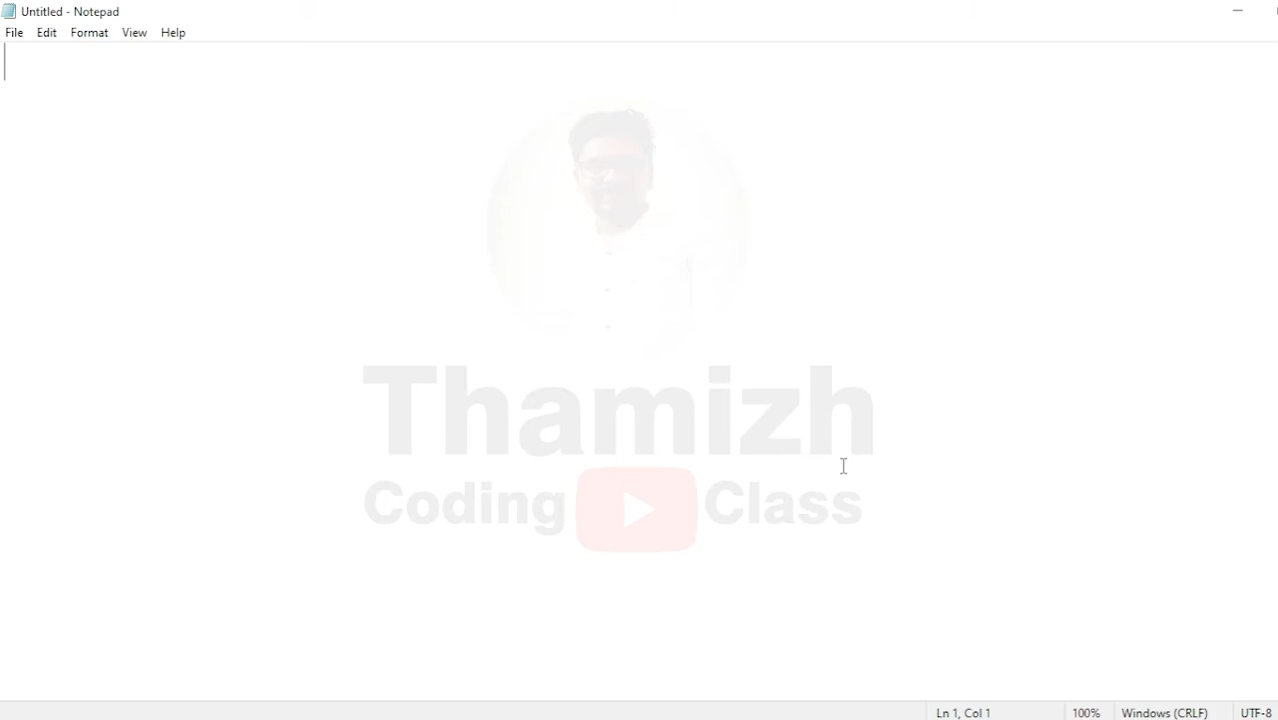 Untitled - Notepad
File Edit Format View Help
Thamizh
Coding Class
Ln 1, Col 1 100% Windows (CRLF) UTF-8